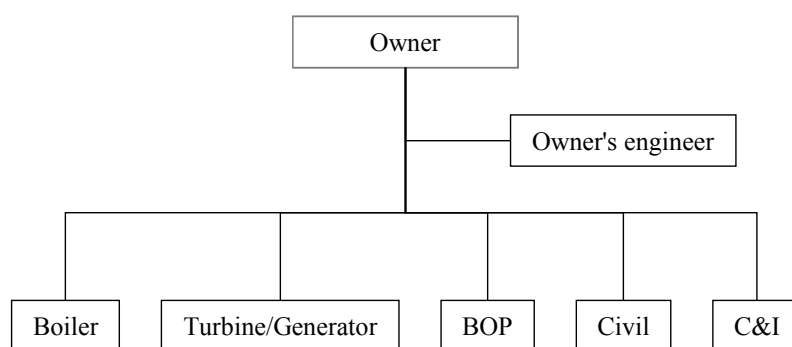 Owner
Owner's engineer
Boiler
Turbine/Generator
BOP
Civil
C&I